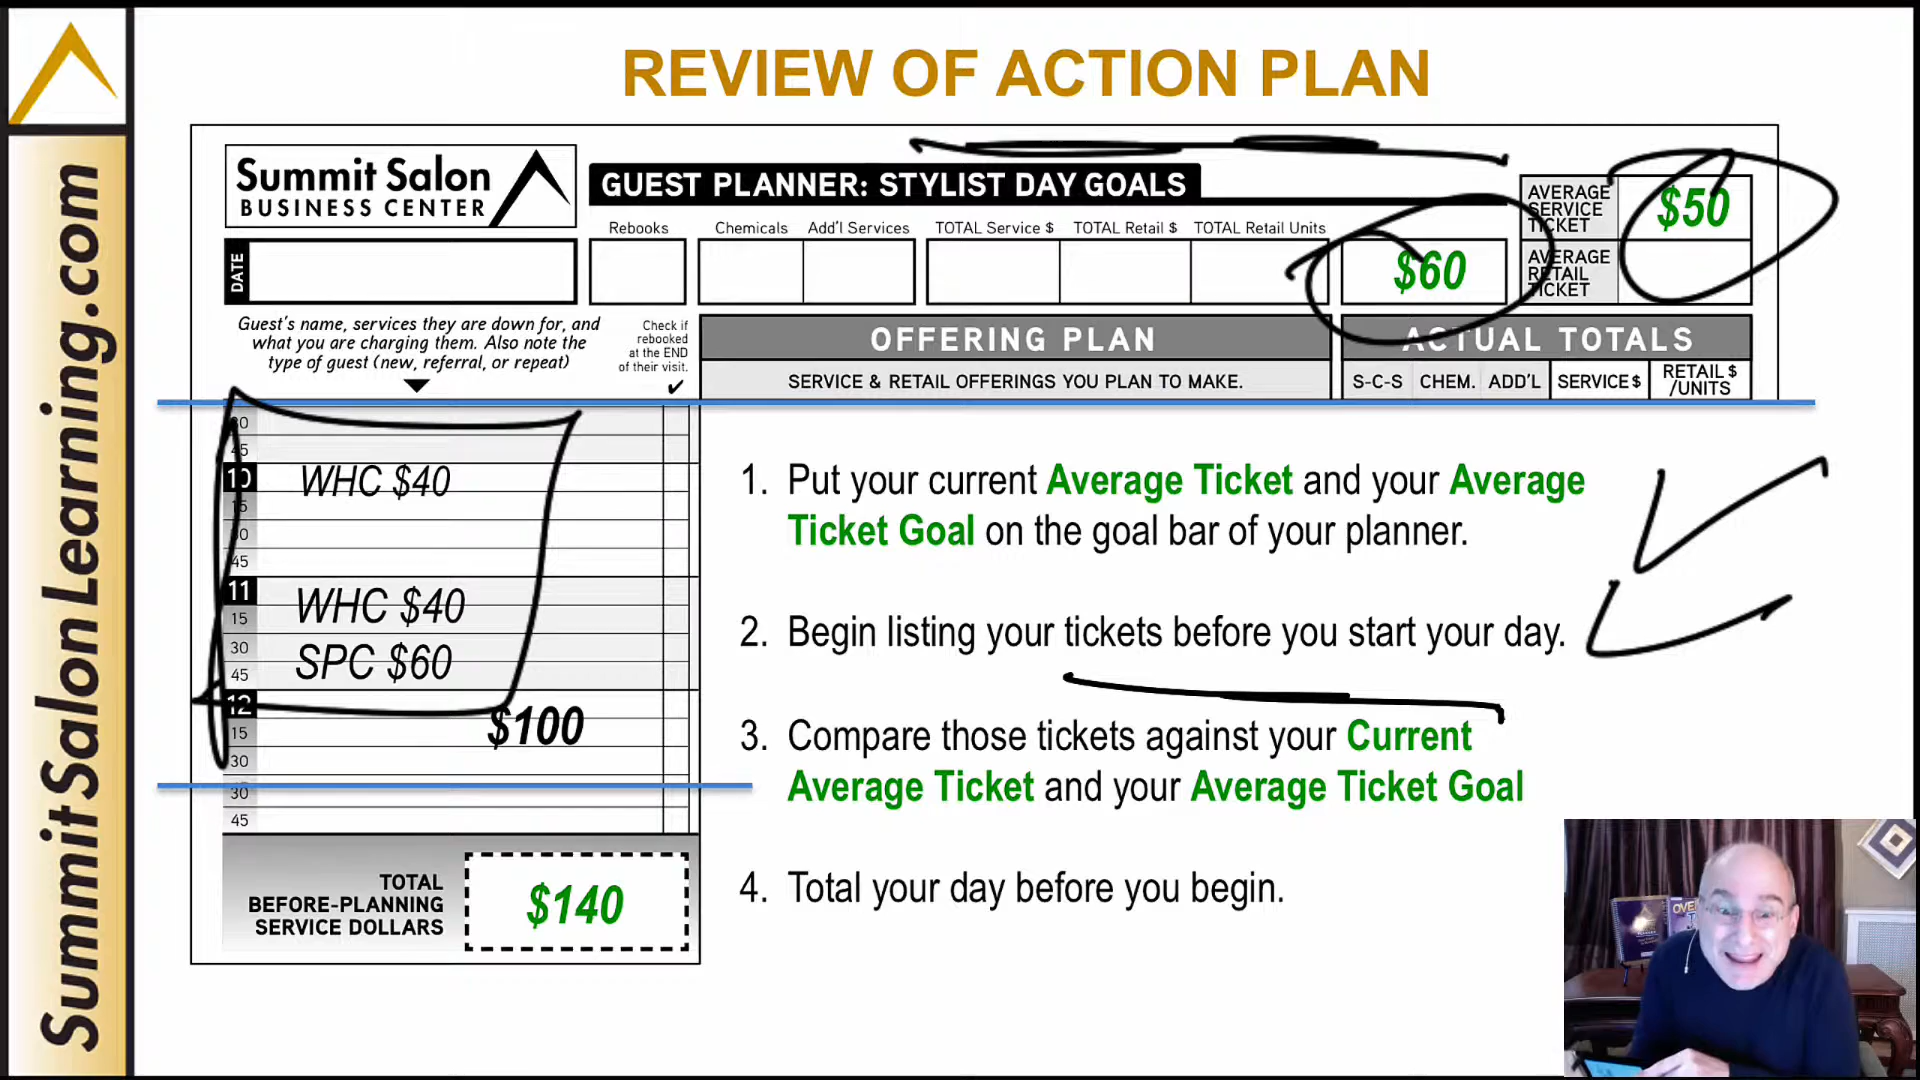 SummitSalonLearning.com
REVIEW OF ACTION PLAN
Summit Salon
BUSINESS CENTER
GUEST PLANNER: STYLIST DAY GOALS
AVERAGE
SERVICE
TICKET
$50
Rebooks
Chemicals
Add'l Services
TOTAL Service $
TOTAL Retail $
TOTAL Retail Units
DATE
$60
AVERAGE
RETAIL
TICKET
Guest's name, services they are down for, and
what you are charging them. Also note the
type of guest (new, referral, or repeat)
Check if
rebooked
at the END
of their visit.
✓
OFFERING PLAN
ACTUAL TOTALS
SERVICE & RETAIL OFFERINGS YOU PLAN TO MAKE.
S-C-S
CHEM.
ADD'L
SERVICE $
RETAIL $
/UNITS
30
45
10
WHC $40
15
30
45
11
WHC $40
15
30
SPC $60
45
12
$100
15
30
30
45
TOTAL
BEFORE-PLANNING
SERVICE DOLLARS
$140
1. Put your current Average Ticket and your Average
Ticket Goal on the goal bar of your planner.
2. Begin listing your tickets before you start your day.
3. Compare those tickets against your Current
Average Ticket and your Average Ticket Goal
4. Total your day before you begin.